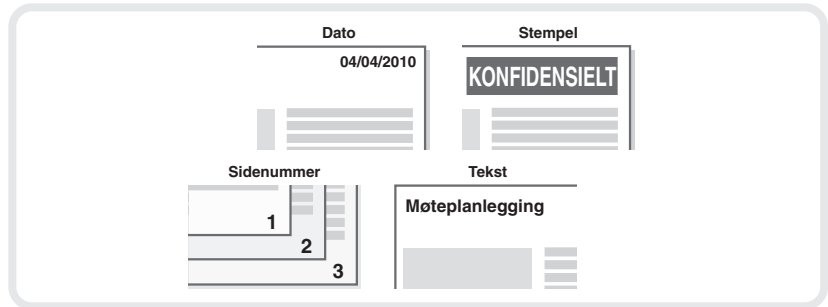 Dato
Stempel
04/04/2010
KONFIDENSIELT
Sidenummer
Tekst
Møteplanlegging
1
2
3